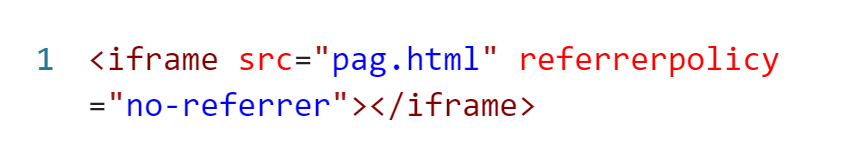 1 <iframe src="pag.html" referrerpolicy
="no-referrer"></iframe>